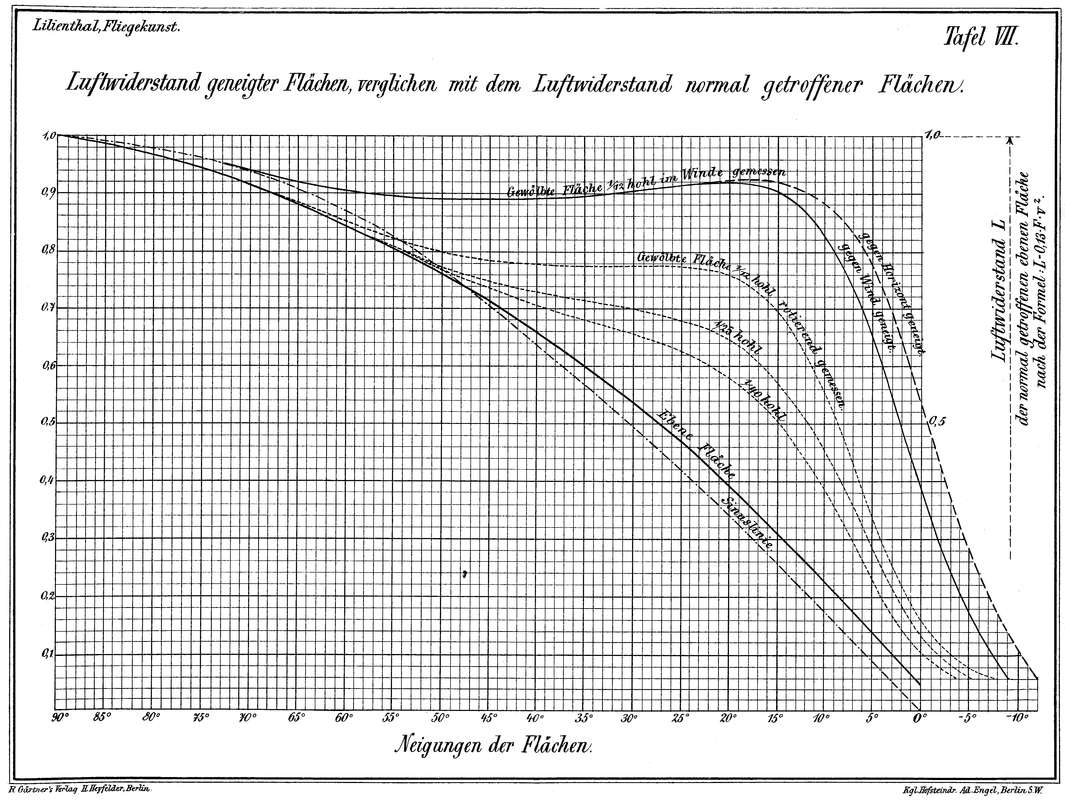 Lilienthal, Fliegekunst.
Tafel VII.
Luftwiderstand geneigter Flächen, verglichen mit dem Luftwiderstand normal getroffener Flächen.
1,0
0,9
0,8
0,7
0,6
0,5
0,4
0,3
0,2
0,1
1,0
0,5
Gewölbte Fläche 1/12 hohl im Winde gemessen
gegen Horizont geneigt
gegen Wind geneigt.
Gewölbte Fläche 1/12 hohl rotierend gemessen.
1/25 hohl
1/40 hohl
Ebene Fläche
Sinuslinie
Luftwiderstand L
der normal getroffenen ebenen Fläche
nach der Formel: L=0,13·F·v².
90° 85° 80° 75° 70° 65° 60° 55° 50° 45° 40° 35° 30° 25° 20° 15° 10° 5° 0° -5° -10°
Neigungen der Flächen.
R. Gärtner's Verlag H. Heyfelder, Berlin.
Kgl. Hofsteindr. Ad. Engel, Berlin S.W.